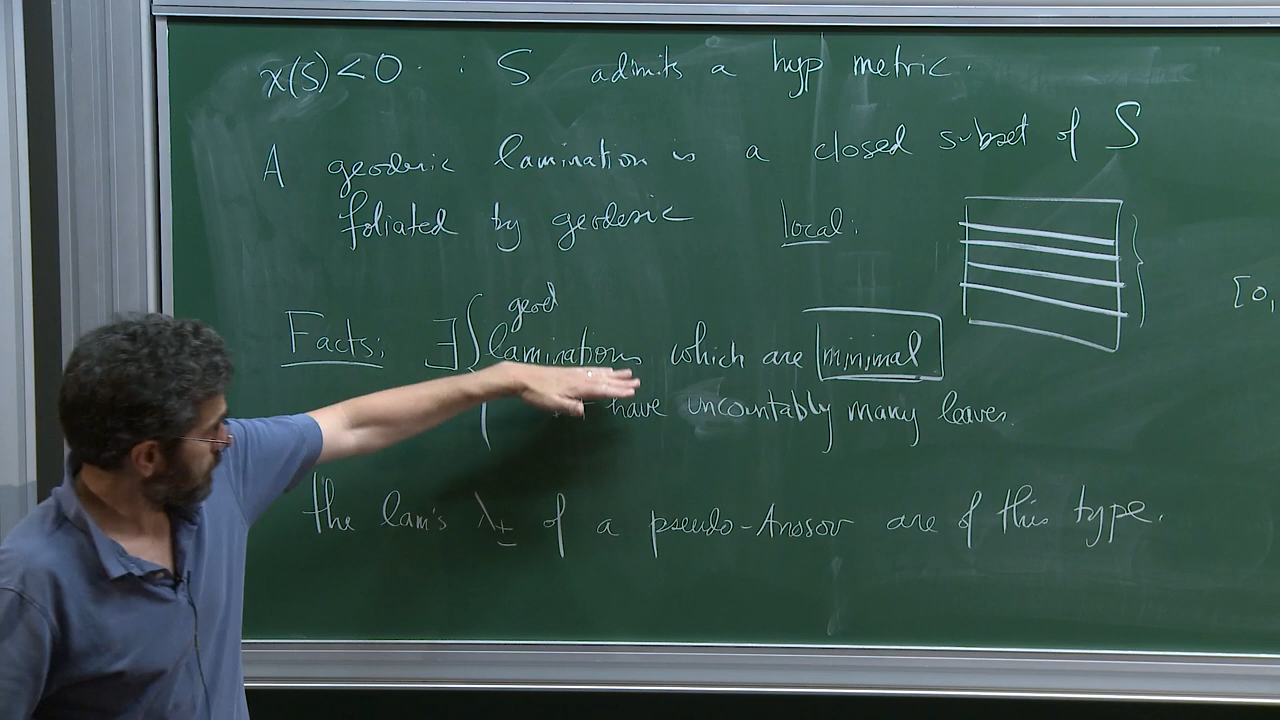 χ(S) < 0 . : S admits a hyp metric.
A geodesic lamination is a closed subset of S
foliated by geodesic local:
[0,
geod
Facts: ∃ { laminations which are minimal
have uncountably many leaves.
the lam's λ± of a pseudo-Anosov are of this type.